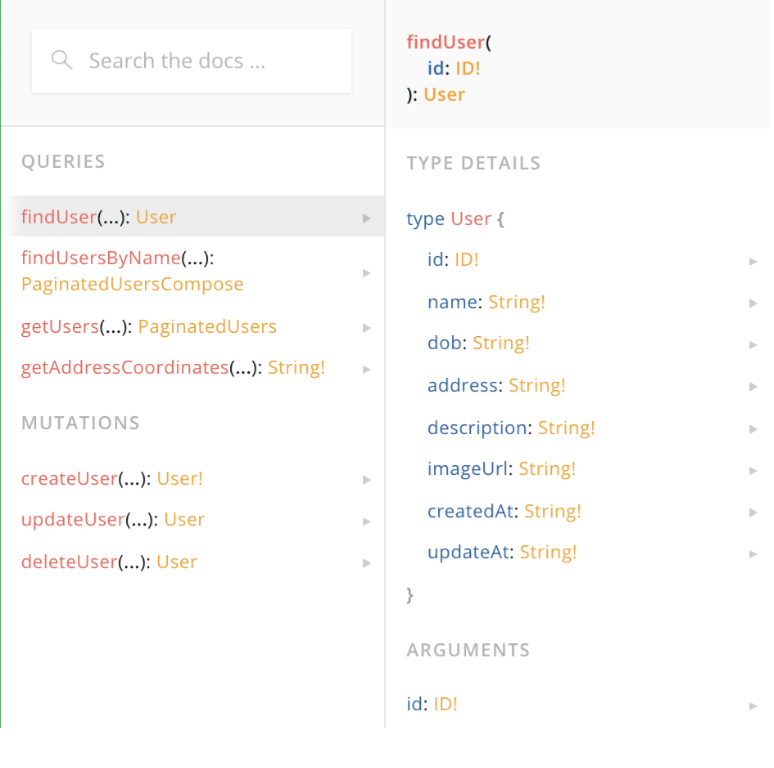 Search the docs ...
QUERIES
findUser(...): User
findUsersByName(...):
PaginatedUsersCompose
getUsers(...): PaginatedUsers
getAddressCoordinates(...): String!
MUTATIONS
createUser(...): User!
updateUser(...): User
deleteUser(...): User
findUser(
id: ID!
): User
TYPE DETAILS
type User {
id: ID!
name: String!
dob: String!
address: String!
description: String!
imageUrl: String!
createdAt: String!
updateAt: String!
}
ARGUMENTS
id: ID!